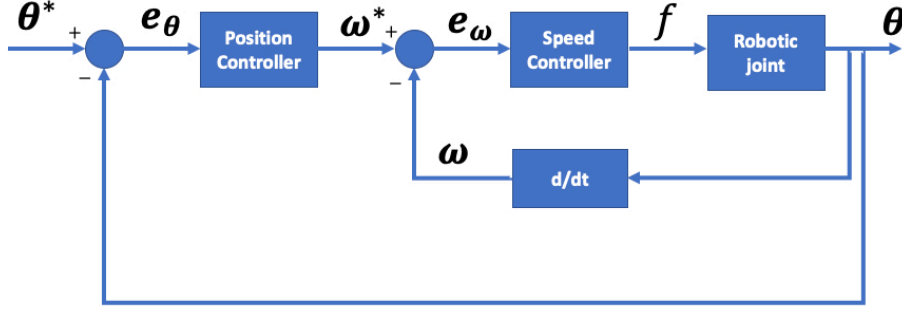 θ*
+
−
e_θ
Position
Controller
ω*
+
−
e_ω
Speed
Controller
f
Robotic
joint
θ
ω
d/dt